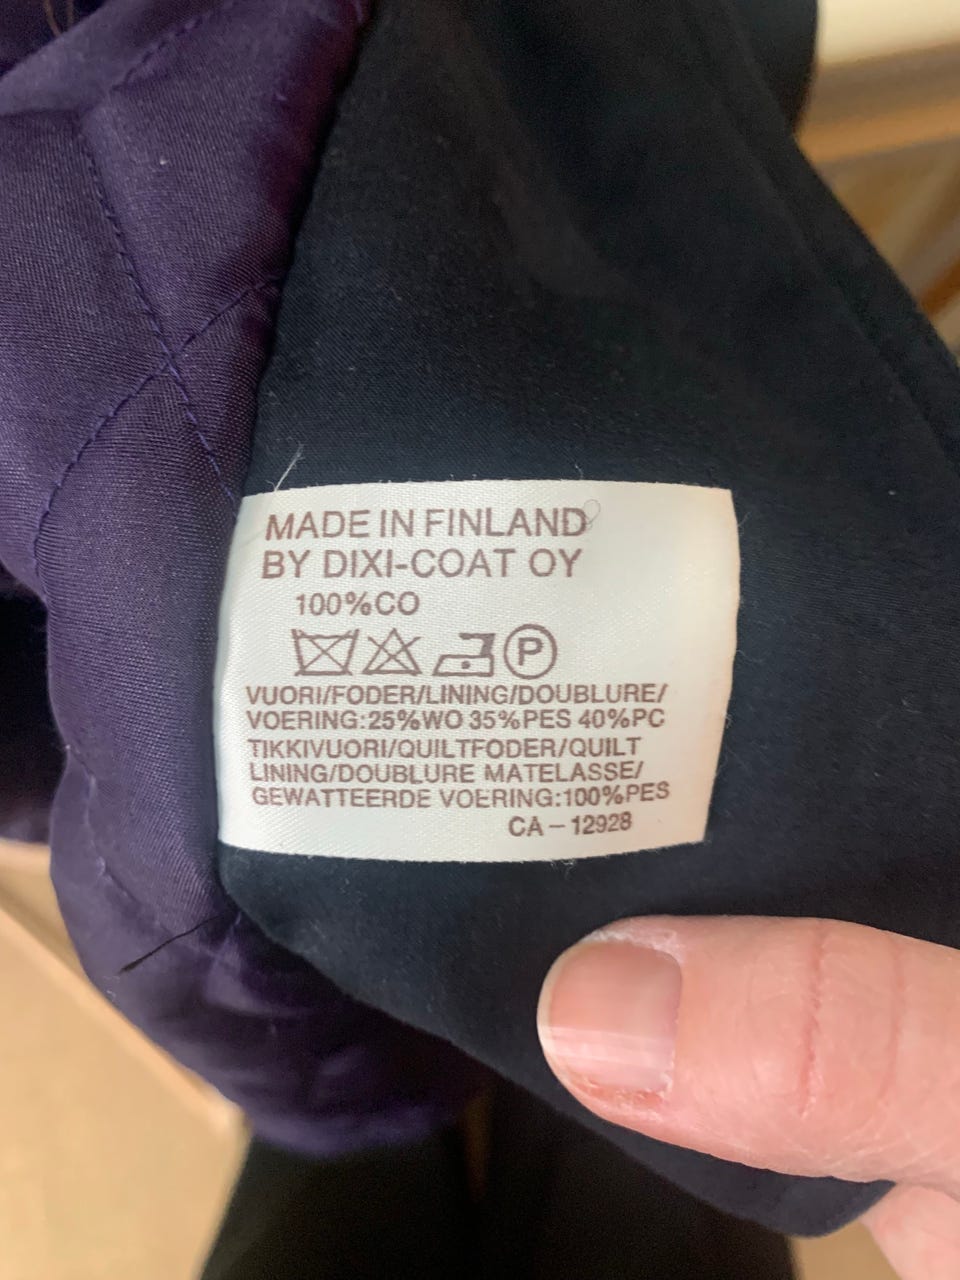 MADE IN FINLAND
BY DIXI-COAT OY
100%CO
P
VUORI/FODER/LINING/DOUBLURE/
VOERING:25%WO 35%PES 40%PC
TIKKIVUORI/QUILTFODER/QUILT
LINING/DOUBLURE MATELASSE/
GEWATTEERDE VOERING:100%PES
CA-12928